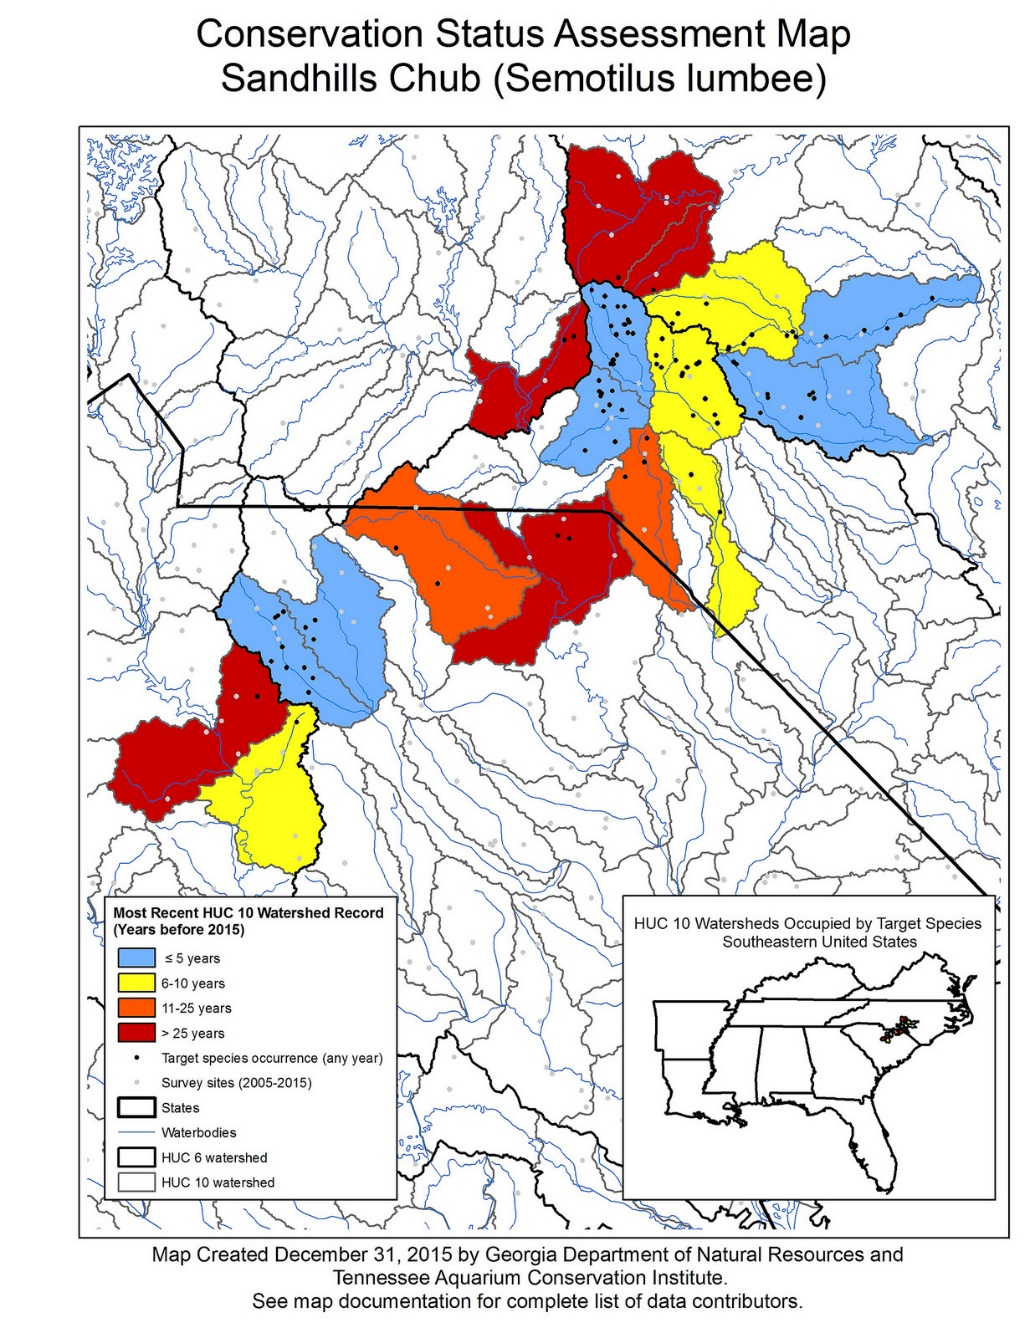 Conservation Status Assessment Map
Sandhills Chub (Semotilus lumbee)
Most Recent HUC 10 Watershed Record
(Years before 2015)
≤ 5 years
6-10 years
11-25 years
> 25 years
Target species occurrence (any year)
Survey sites (2005-2015)
States
Waterbodies
HUC 6 watershed
HUC 10 watershed
HUC 10 Watersheds Occupied by Target Species
Southeastern United States
Map Created December 31, 2015 by Georgia Department of Natural Resources and
Tennessee Aquarium Conservation Institute.
See map documentation for complete list of data contributors.